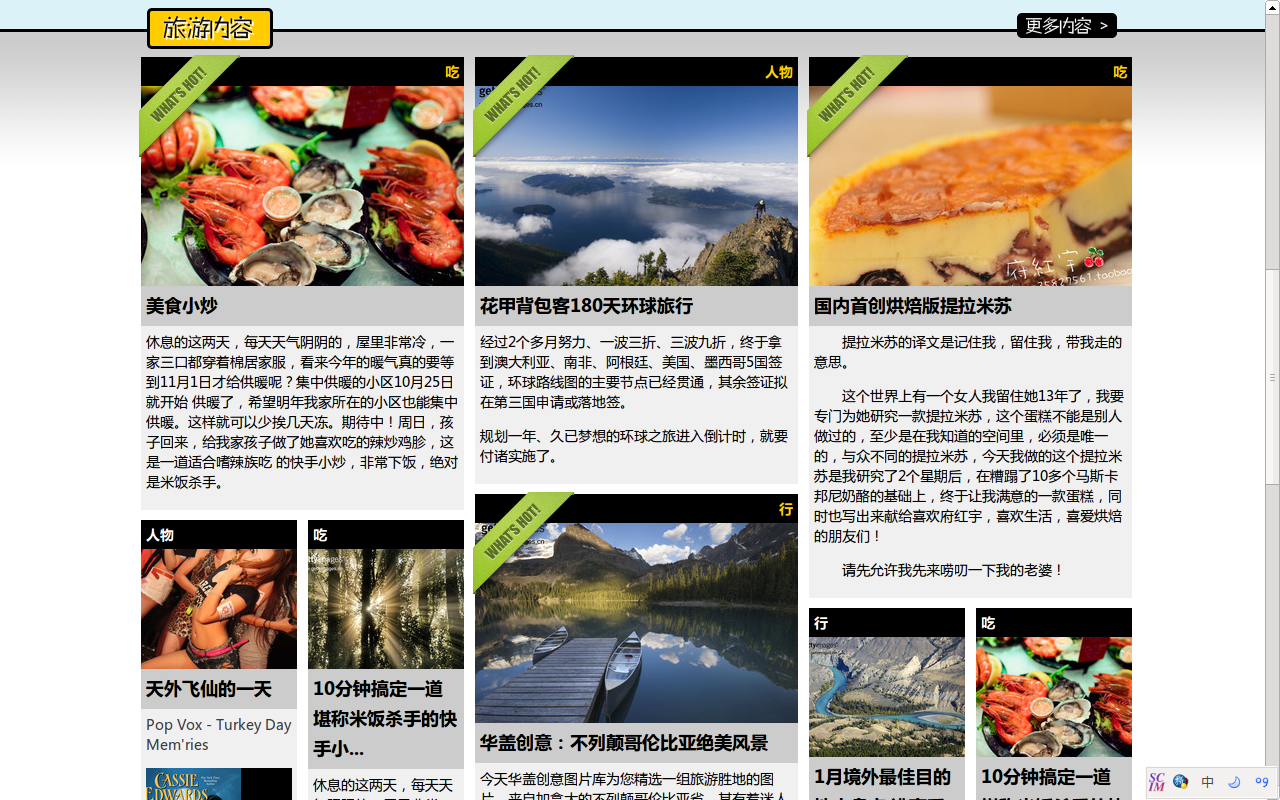 旅游内容
更多内容 >
WHAT'S HOT!
吃
美食小炒
休息的这两天，每天天气阴阴的，屋里非常冷，一
家三口都穿着棉居家服，看来今年的暖气真的要等
到11月1日才给供暖呢？集中供暖的小区10月25日
就开始 供暖了，希望明年我家所在的小区也能集中
供暖。这样就可以少挨几天冻。期待中！周日，孩
子回来，给我家孩子做了她喜欢吃的辣炒鸡胗，这
是一道适合嗜辣族吃 的快手小炒，非常下饭，绝对
是米饭杀手。
人物
天外飞仙的一天
Pop Vox - Turkey Day
Mem'ries
CASSIE
EDWARDS
吃
10分钟搞定一道
堪称米饭杀手的快
手小...
休息的这两天，每天天
WHAT'S HOT!
人物
花甲背包客180天环球旅行
经过2个多月努力、一波三折、三波九折，终于拿
到澳大利亚、南非、阿根廷、美国、墨西哥5国签
证，环球路线图的主要节点已经贯通，其余签证拟
在第三国申请或落地签。
规划一年、久已梦想的环球之旅进入倒计时，就要
付诸实施了。
WHAT'S HOT!
行
华盖创意：不列颠哥伦比亚绝美风景
今天华盖创意图片库为您精选一组旅游胜地的图
片，来自加拿大的不列颠哥伦比亚省，其有着迷人
WHAT'S HOT!
吃
府紅宇
国内首创烘焙版提拉米苏
提拉米苏的译文是记住我，留住我，带我走的
意思。
这个世界上有一个女人我留住她13年了，我要
专门为她研究一款提拉米苏，这个蛋糕不能是别人
做过的，至少是在我知道的空间里，必须是唯一
的，与众不同的提拉米苏，今天我做的这个提拉米
苏是我研究了2个星期后，在糟蹋了10多个马斯卡
邦尼奶酪的基础上，终于让我满意的一款蛋糕，同
时也写出来献给喜欢府红宇，喜欢生活，喜爱烘焙
的朋友们！
请先允许我先来唠叨一下我的老婆！
行
1月境外最佳目的
吃
10分钟搞定一道
SCIM
中